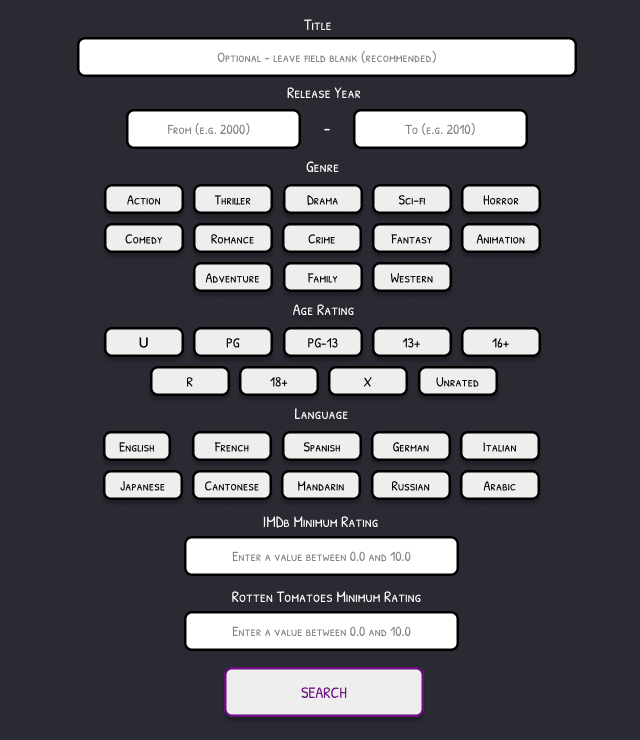 Title
Optional - leave field blank (recommended)
Release Year
From (e.g. 2000) - To (e.g. 2010)
Genre
Action Thriller Drama Sci-fi Horror
Comedy Romance Crime Fantasy Animation
Adventure Family Western
Age Rating
U PG PG-13 13+ 16+
R 18+ X Unrated
Language
English French Spanish German Italian
Japanese Cantonese Mandarin Russian Arabic
IMDb Minimum Rating
Enter a value between 0.0 and 10.0
Rotten Tomatoes Minimum Rating
Enter a value between 0.0 and 10.0
SEARCH